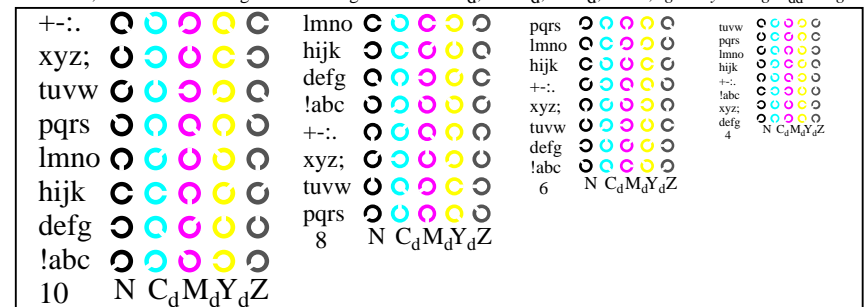 +-:.
xyz;
tuvw
pqrs
lmno
hijk
defg
!abc
10 N CdMdYdZ
lmno
hijk
defg
!abc
+-:.
xyz;
tuvw
pqrs
8 N CdMdYdZ
pqrs
lmno
hijk
+-:.
xyz;
tuvw
defg
!abc
6 N CdMdYdZ
tuvw
pqrs
lmno
hijk
+-:.
!abc
xyz;
defg
4 N CdMdYdZ